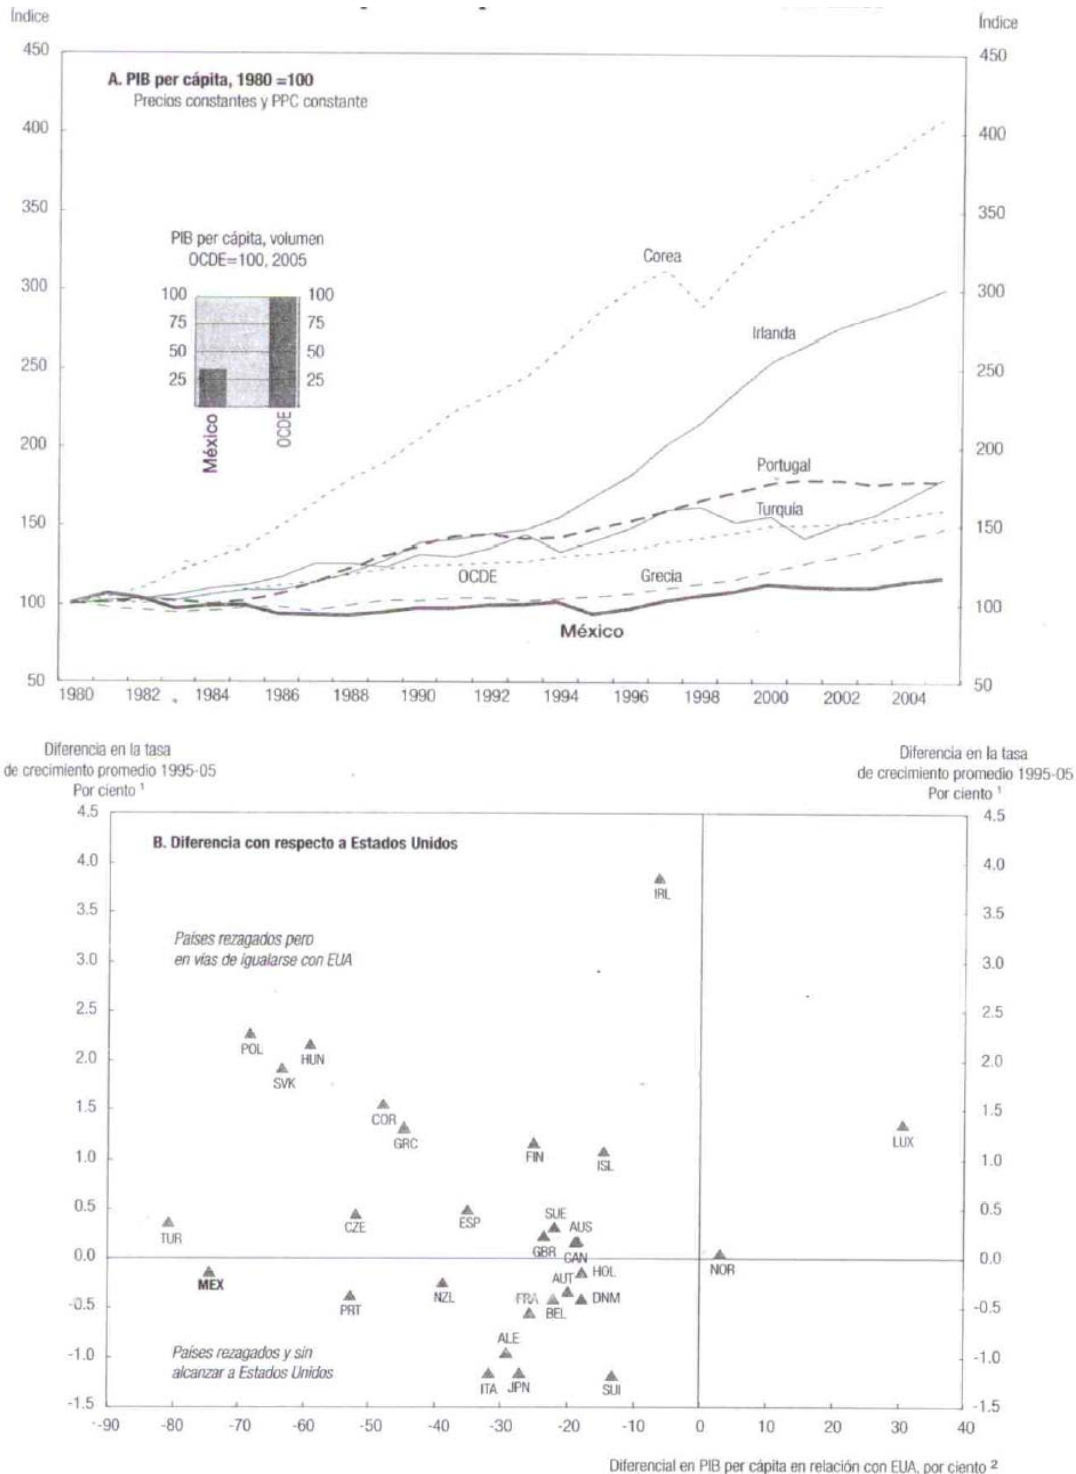 Índice
Índice
450
400
350
300
250
200
150
100
50
450
400
350
300
250
200
150
100
50
A. PIB per cápita, 1980 =100
Precios constantes y PPC constante
PIB per cápita, volumen
OCDE=100, 2005
100
75
50
25
100
75
50
25
México
OCDE
Corea
Irlanda
Portugal
Turquía
OCDE
Grecia
México
1980 1982 1984 1986 1988 1990 1992 1994 1996 1998 2000 2002 2004
Diferencia en la tasa
de crecimiento promedio 1995-05
Por ciento ¹
Diferencia en la tasa
de crecimiento promedio 1995-05
Por ciento ¹
4.5
4.0
3.5
3.0
2.5
2.0
1.5
1.0
0.5
0.0
-0.5
-1.0
-1.5
4.5
4.0
3.5
3.0
2.5
2.0
1.5
1.0
0.5
0.0
-0.5
-1.0
-1.5
B. Diferencia con respecto a Estados Unidos
IRL
Países rezagados pero
en vías de igualarse con EUA
POL
HUN
SVK
COR
GRC
FIN
ISL
LUX
TUR
CZE
ESP
SUE
AUS
GBR
CAN
NOR
MEX
PRT
NZL
FRA
AUT
HOL
BEL
DNM
ALE
Países rezagados y sin
alcanzar a Estados Unidos
ITA
JPN
SUI
-90 -80 -70 -60 -50 -40 -30 -20 -10 0 10 20 30 40
Diferencial en PIB per cápita en relación con EUA, por ciento ²